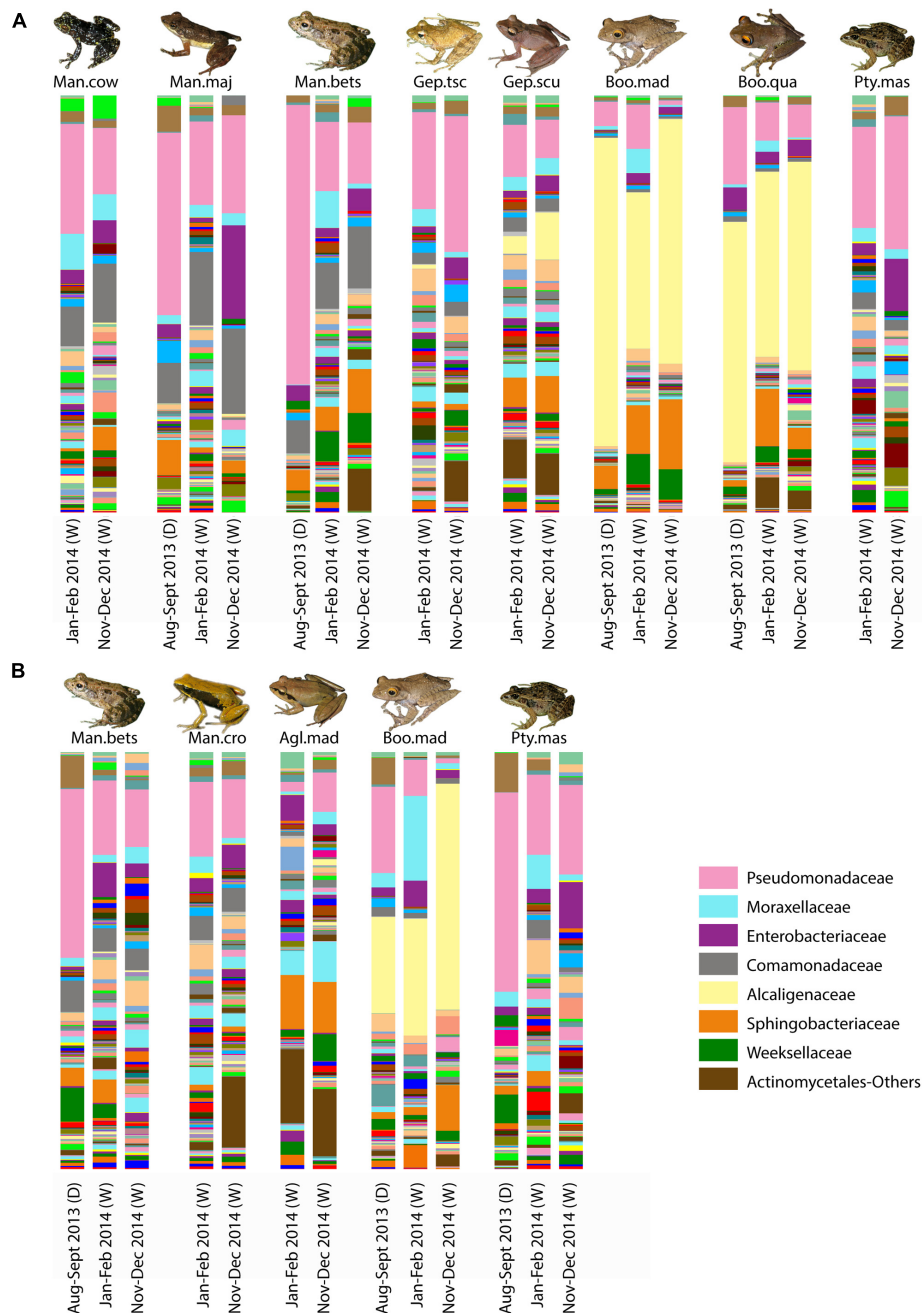 A
Man.cow
Man.maj
Man.bets
Gep.tsc
Gep.scu
Boo.mad
Boo.qua
Pty.mas
Jan-Feb 2014 (W)
Nov-Dec 2014 (W)
Aug-Sept 2013 (D)
Jan-Feb 2014 (W)
Nov-Dec 2014 (W)
Aug-Sept 2013 (D)
Jan-Feb 2014 (W)
Nov-Dec 2014 (W)
Jan-Feb 2014 (W)
Nov-Dec 2014 (W)
Jan-Feb 2014 (W)
Nov-Dec 2014 (W)
Aug-Sept 2013 (D)
Jan-Feb 2014 (W)
Nov-Dec 2014 (W)
Aug-Sept 2013 (D)
Jan-Feb 2014 (W)
Nov-Dec 2014 (W)
Jan-Feb 2014 (W)
Nov-Dec 2014 (W)
B
Man.bets
Man.cro
Agl.mad
Boo.mad
Pty.mas
Aug-Sept 2013 (D)
Jan-Feb 2014 (W)
Nov-Dec 2014 (W)
Jan-Feb 2014 (W)
Nov-Dec 2014 (W)
Jan-Feb 2014 (W)
Nov-Dec 2014 (W)
Aug-Sept 2013 (D)
Jan-Feb 2014 (W)
Nov-Dec 2014 (W)
Aug-Sept 2013 (D)
Jan-Feb 2014 (W)
Nov-Dec 2014 (W)
Pseudomonadaceae
Moraxellaceae
Enterobacteriaceae
Comamonadaceae
Alcaligenaceae
Sphingobacteriaceae
Weeksellaceae
Actinomycetales-Others